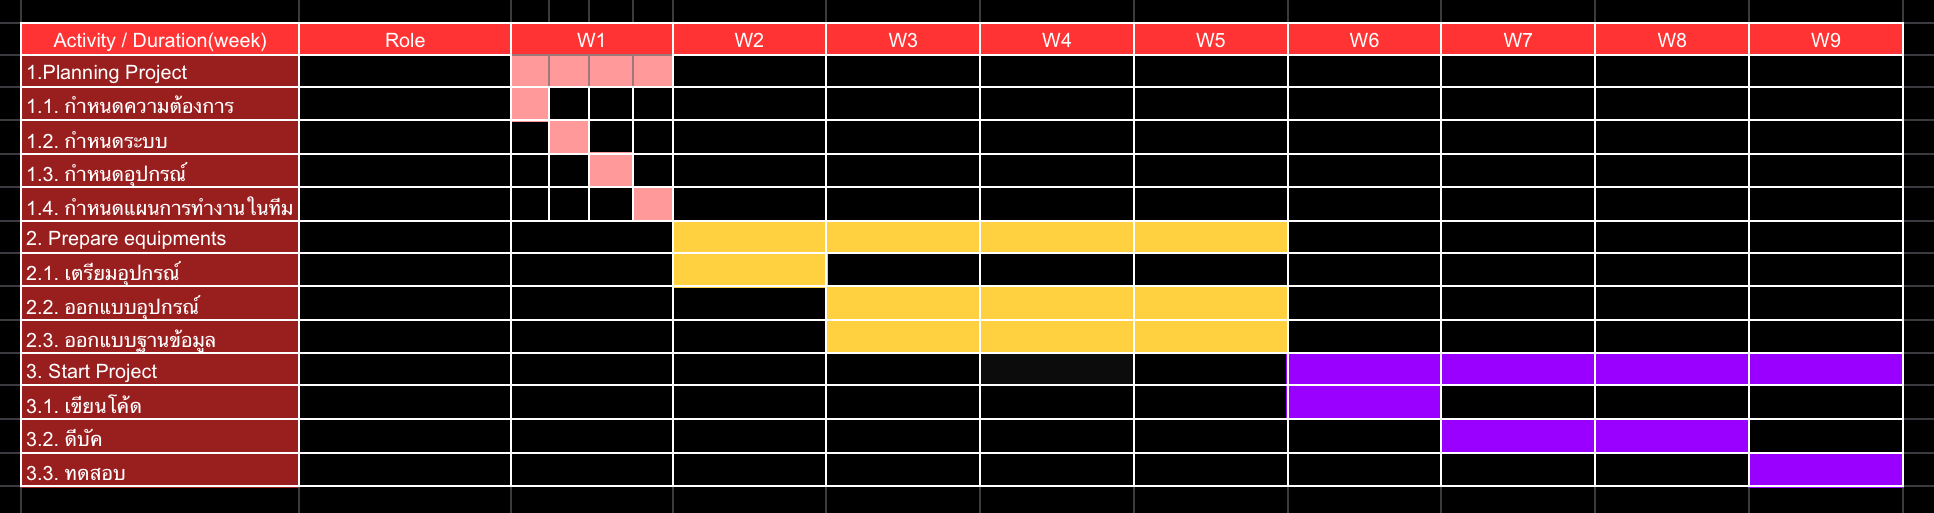 Activity / Duration(week) Role W1 W2 W3 W4 W5 W6 W7 W8 W9
1.Planning Project
1.1. กำหนดความต้องการ
1.2. กำหนดระบบ
1.3. กำหนดอุปกรณ์
1.4. กำหนดแผนการทำงานในทีม
2. Prepare equipments
2.1. เตรียมอุปกรณ์
2.2. ออกแบบอุปกรณ์
2.3. ออกแบบฐานข้อมูล
3. Start Project
3.1. เขียนโค้ด
3.2. ดีบัค
3.3. ทดสอบ